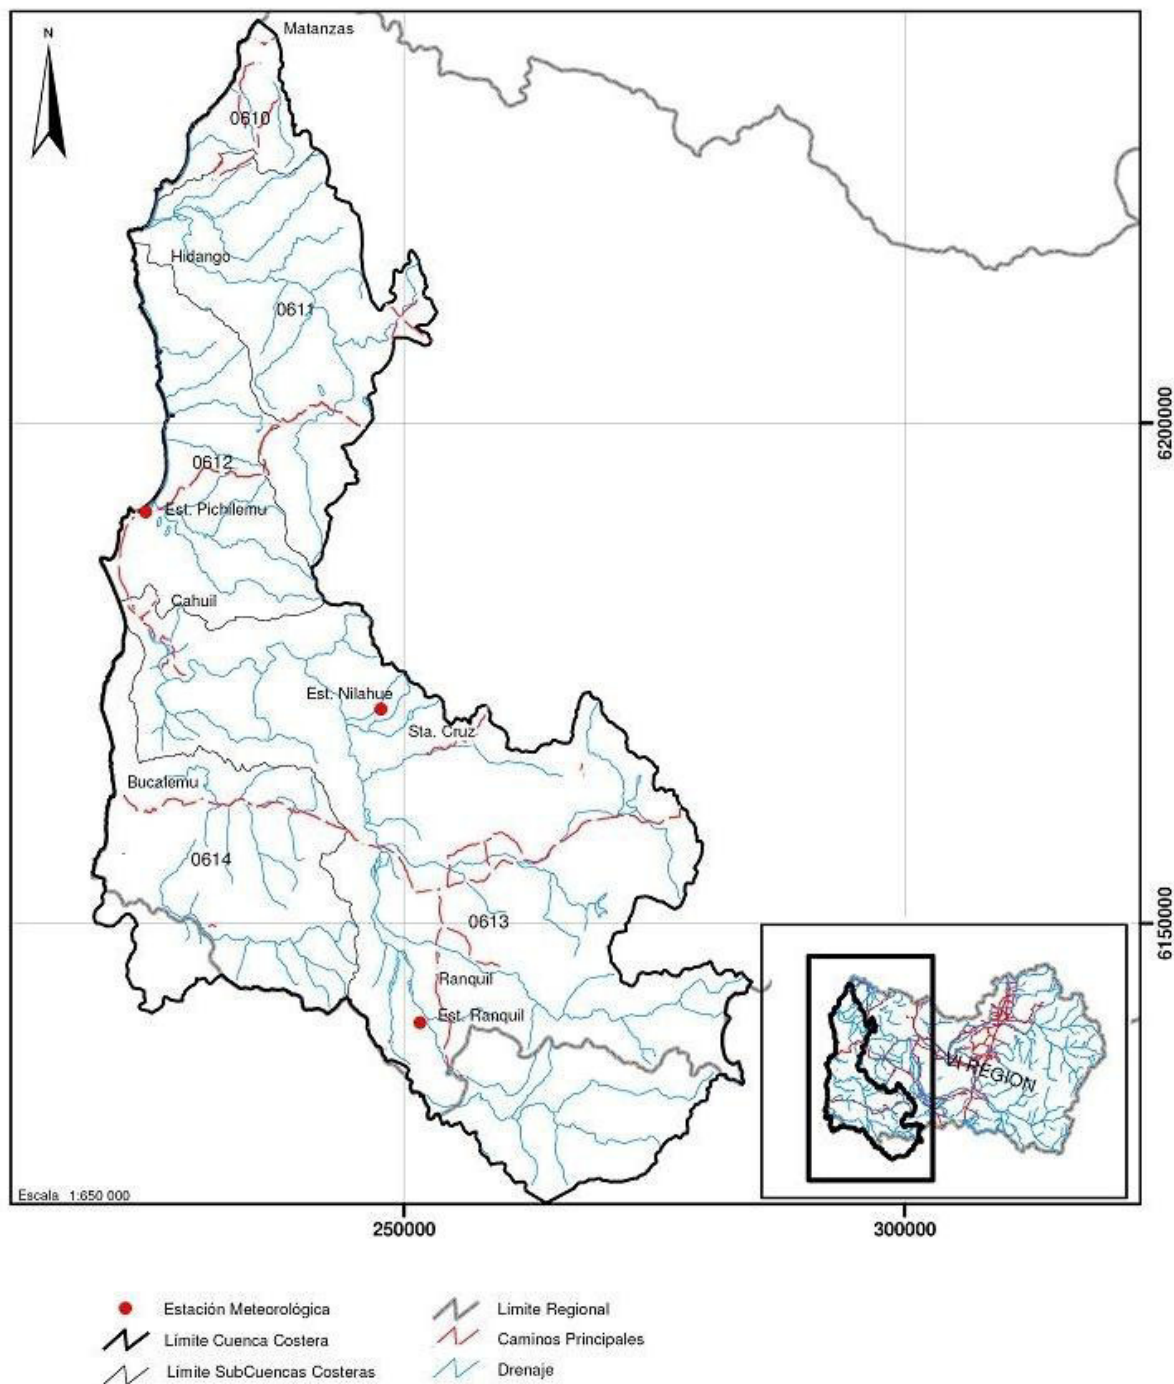 N
Matanzas
0610
Hidango
0611
6200000
0612
Est. Pichilemu
Cahuil
Est. Nilahue
Sta. Cruz
Bucalemu
0614
0613
6150000
Ranquil
Est. Ranquil
VI REGION
Escala 1:650 000
250000
300000
Estación Meteorológica
Límite Regional
Límite Cuenca Costera
Caminos Principales
Límite SubCuencas Costeras
Drenaje